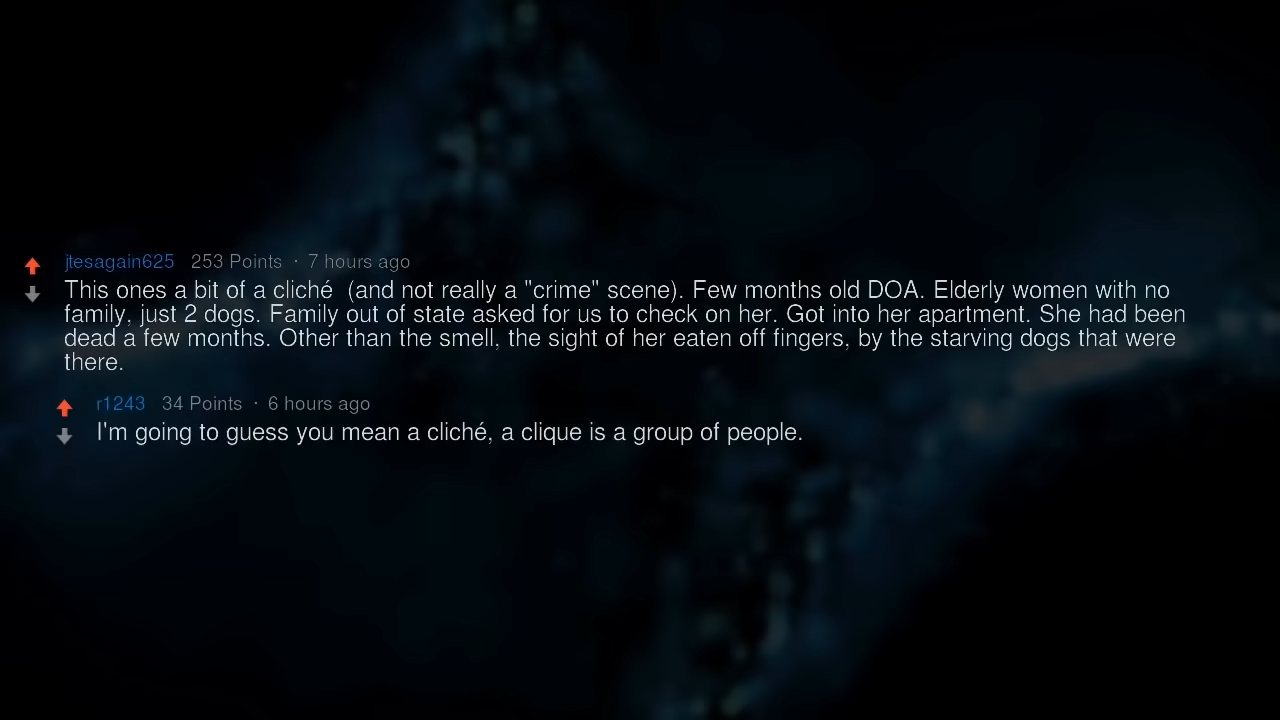 jtesagain625 253 Points · 7 hours ago
This ones a bit of a cliché (and not really a "crime" scene). Few months old DOA. Elderly women with no
family, just 2 dogs. Family out of state asked for us to check on her. Got into her apartment. She had been
dead a few months. Other than the smell, the sight of her eaten off fingers, by the starving dogs that were
there.
r1243 34 Points · 6 hours ago
I'm going to guess you mean a cliché, a clique is a group of people.